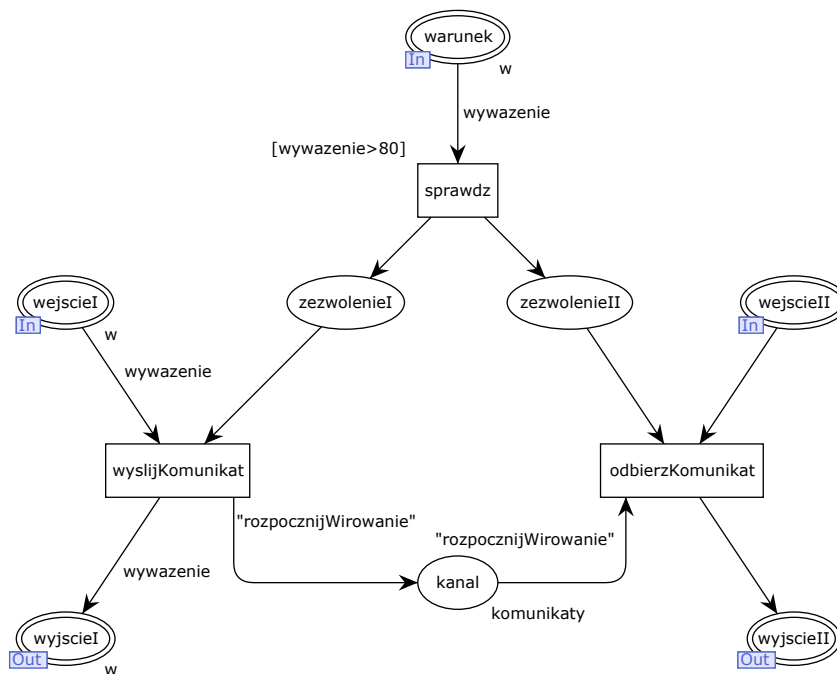 warunek
In
w
wywazenie
[wywazenie>80]
sprawdz
wejscieI
In
w
zezwolenieI
zezwolenieII
wejscieII
In
wywazenie
wyslijKomunikat
odbierzKomunikat
"rozpocznijWirowanie"
"rozpocznijWirowanie"
wywazenie
kanal
komunikaty
wyjscieI
Out
w
wyjscieII
Out